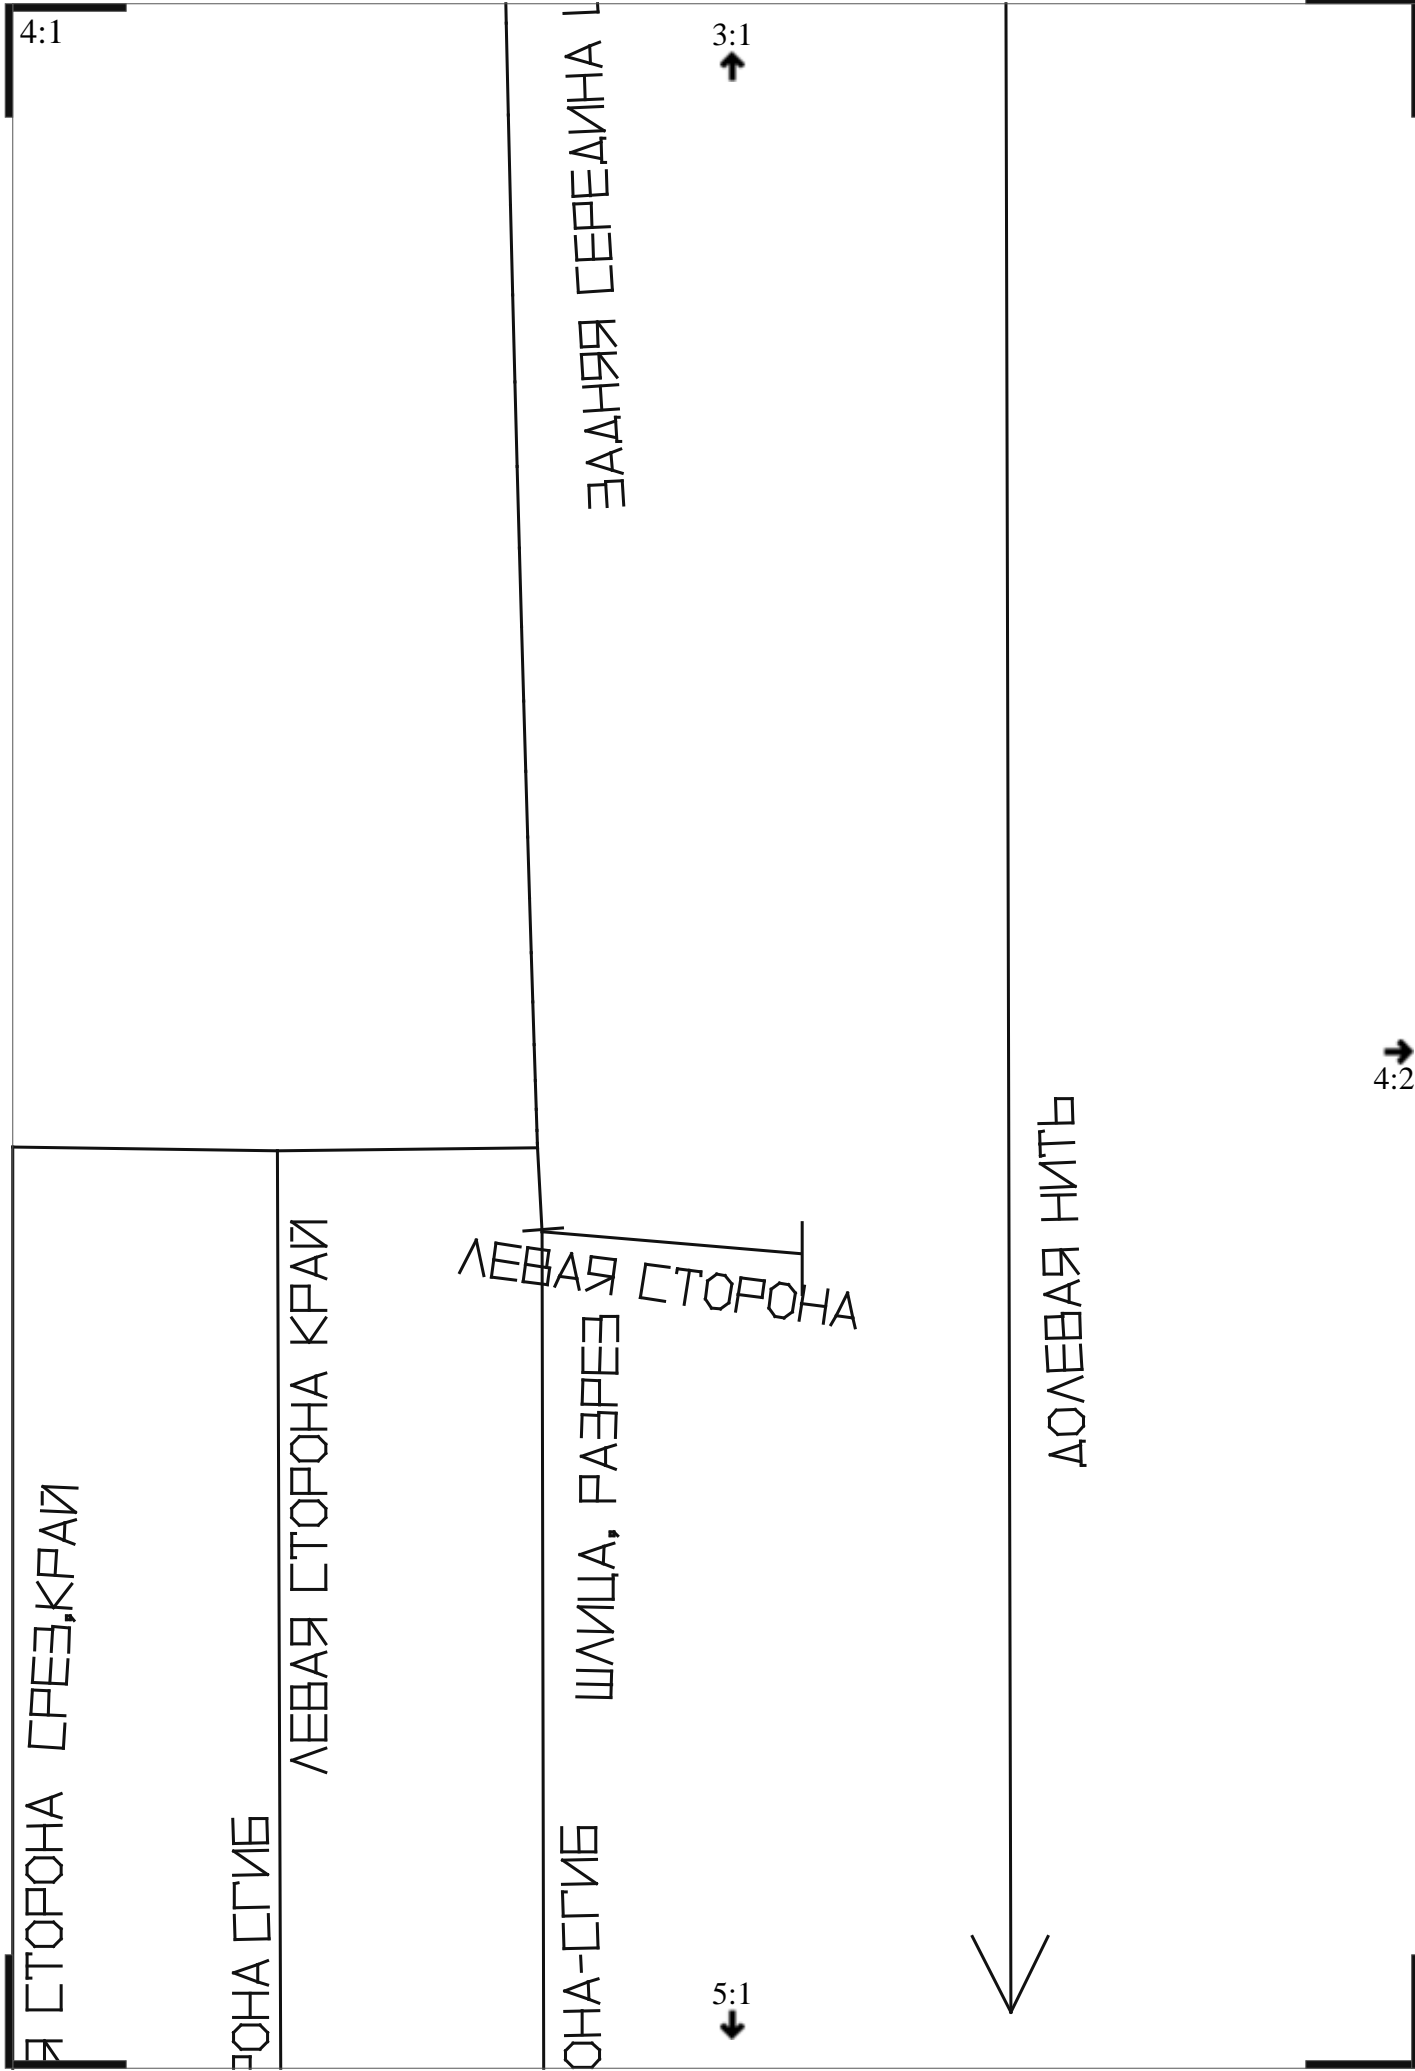 4:1
3:1
ЗАДНЯЯ СЕРЕДИНА
4:2
ДОЛЕВАЯ НИТЬ
ЛЕВАЯ СТОРОНА
ЛЕВАЯ СТОРОНА КРАЙ
ШЛИЦА, РАЗРЕЗ
Я СТОРОНА СРЕЗ,КРАЙ
РОНА СГИБ
ОНА-СГИБ
5:1